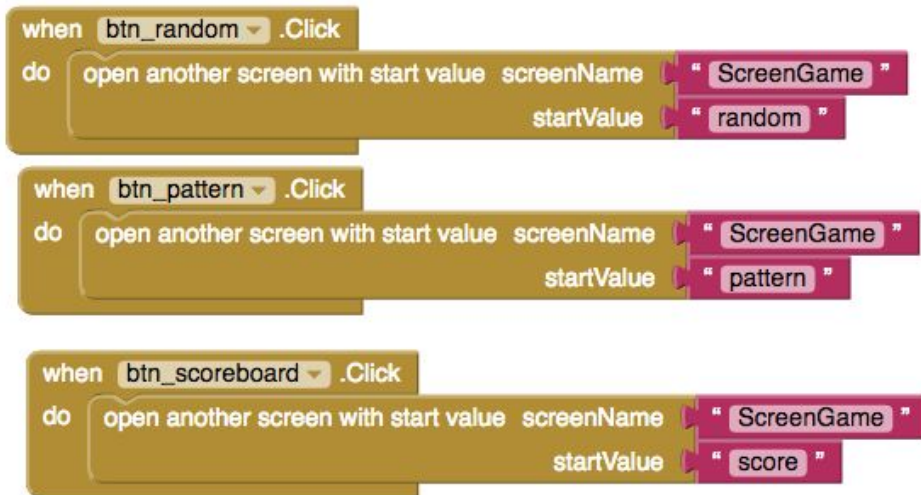 when btn_random .Click
do open another screen with start value screenName " ScreenGame "
startValue " random "
when btn_pattern .Click
do open another screen with start value screenName " ScreenGame "
startValue " pattern "
when btn_scoreboard .Click
do open another screen with start value screenName " ScreenGame "
startValue " score "